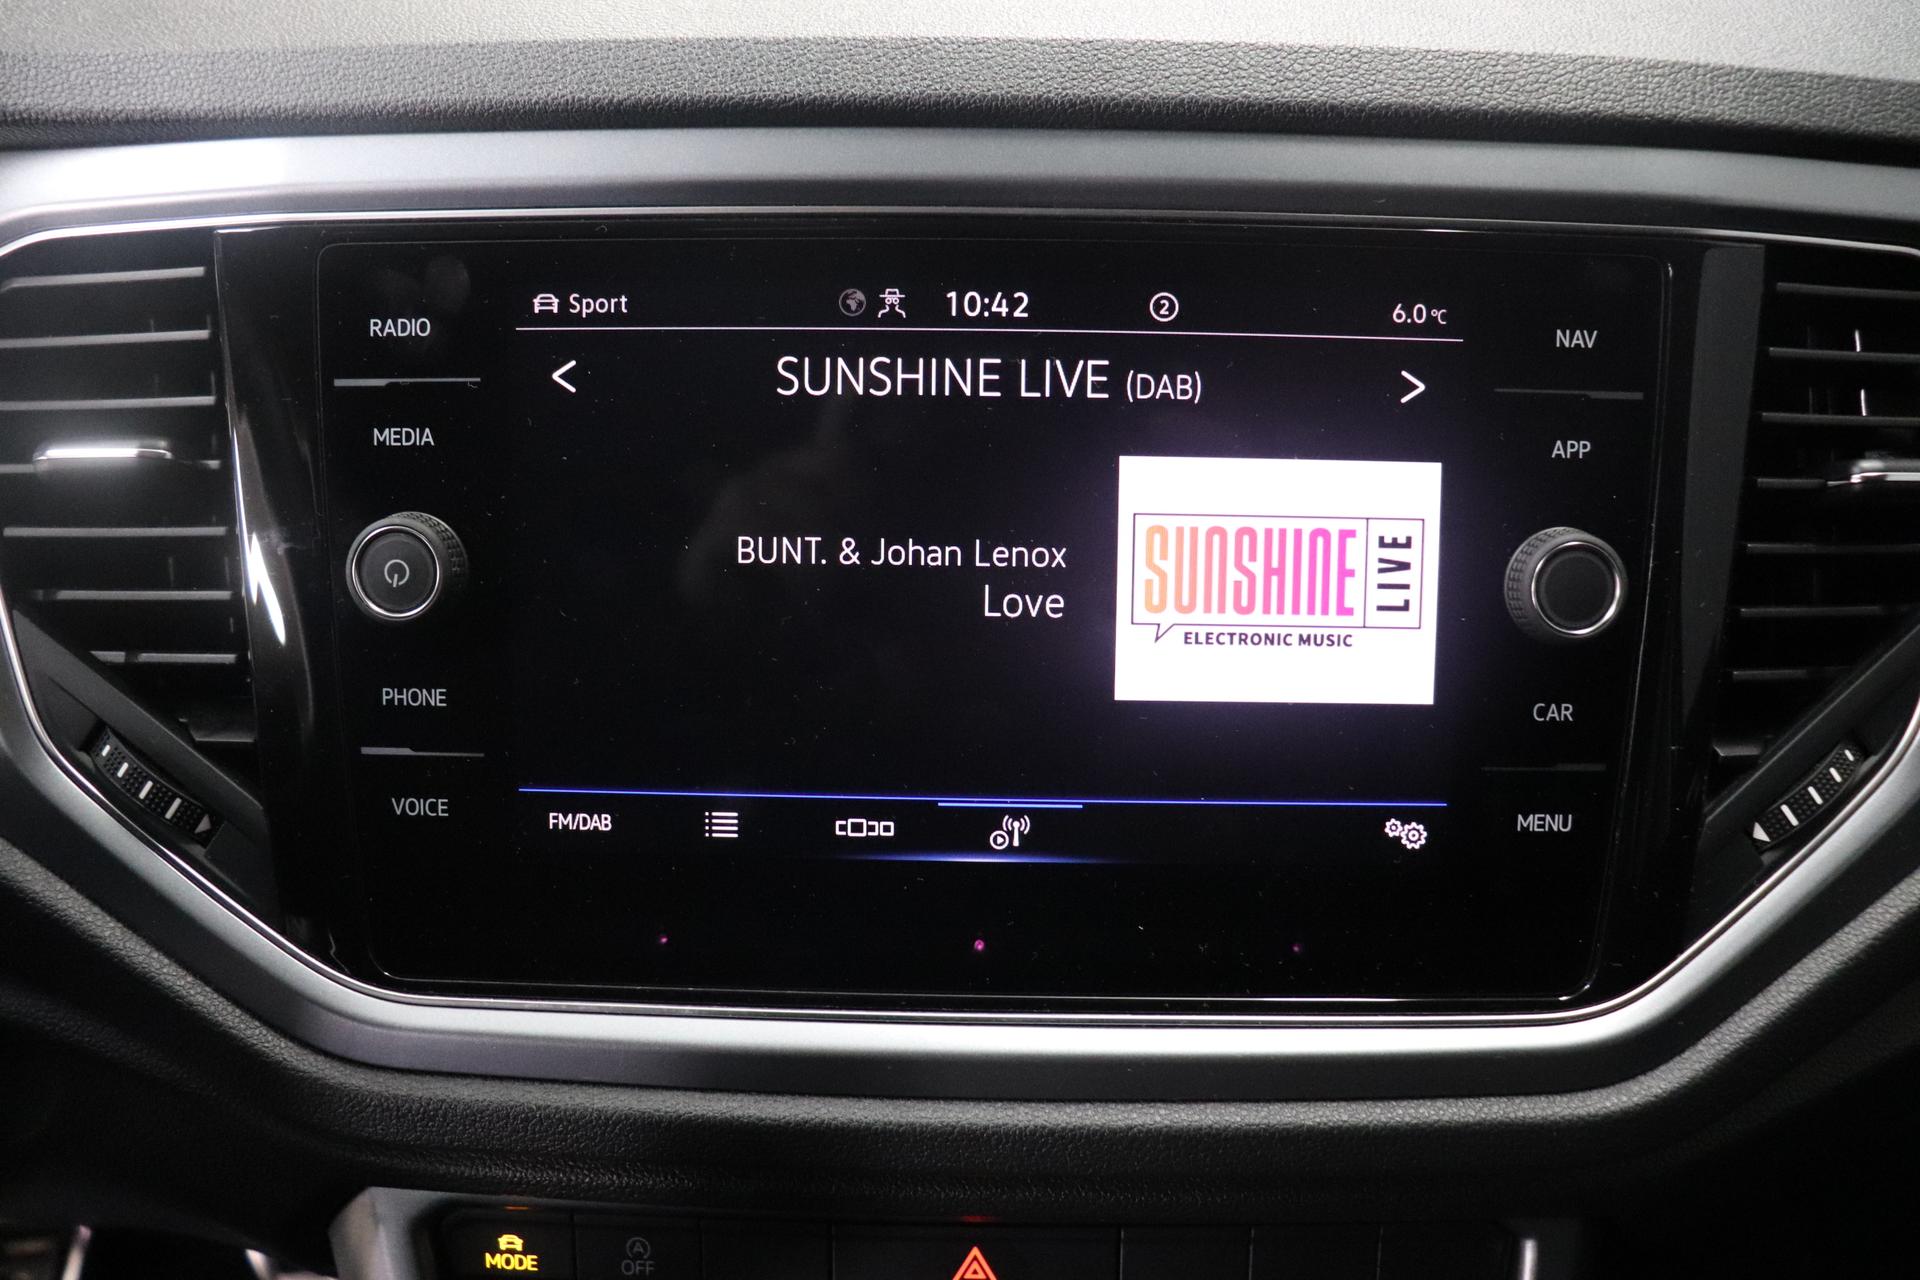 Sport 10:42 2 6.0 °C
RADIO
NAV
< SUNSHINE LIVE (DAB) >
MEDIA
APP
BUNT. & Johan Lenox
Love
SUNSHINE LIVE
ELECTRONIC MUSIC
PHONE
CAR
VOICE
FM/DAB
MENU
MODE
A
OFF